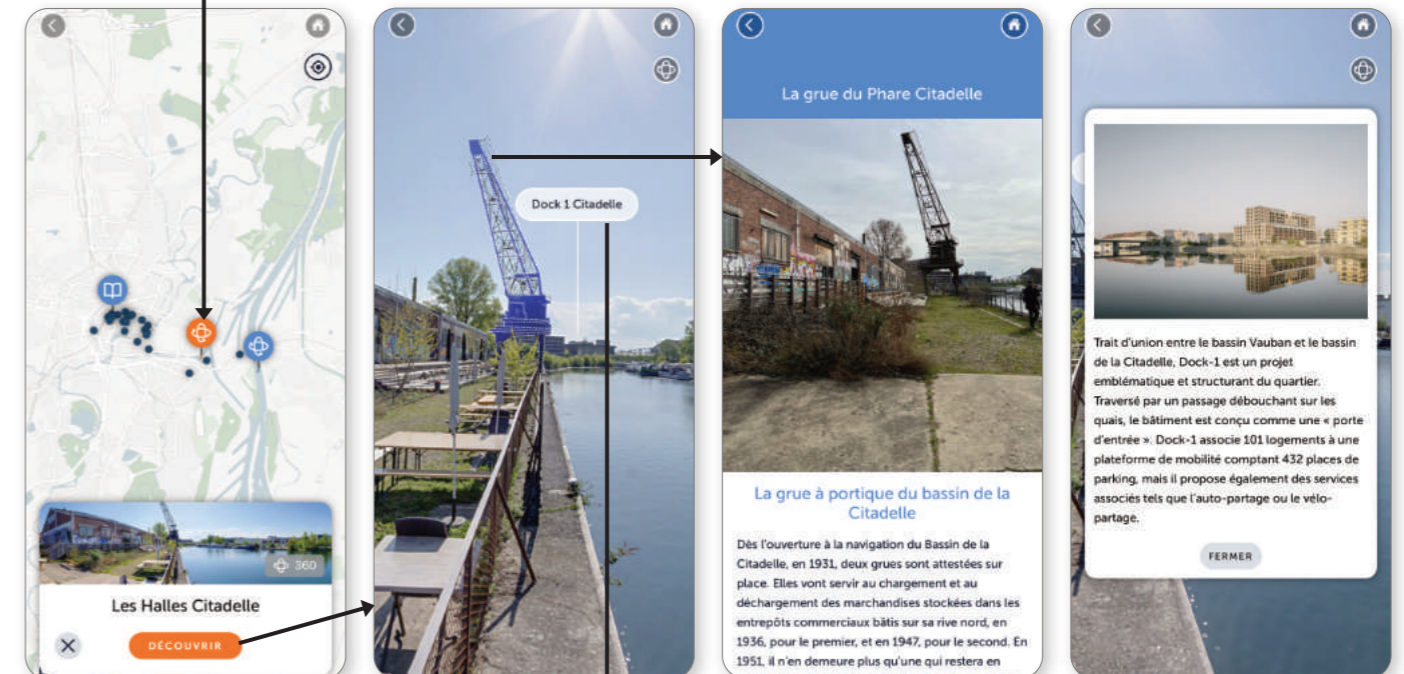 360
Les Halles Citadelle
DÉCOUVRIR
Dock 1 Citadelle
La grue du Phare Citadelle
La grue à portique du bassin de la
Citadelle
Dès l'ouverture à la navigation du Bassin de la
Citadelle, en 1931, deux grues sont attestées sur
place. Elles vont servir au chargement et au
déchargement des marchandises stockées dans les
entrepôts commerciaux bâtis sur sa rive nord, en
1936, pour le premier, et en 1947, pour le second. En
1951, il n'en demeure plus qu'une qui restera en
Trait d'union entre le bassin Vauban et le bassin
de la Citadelle, Dock-1 est un projet
emblématique et structurant du quartier.
Traversé par un passage débouchant sur les
quais, le bâtiment est conçu comme une « porte
d'entrée ». Dock-1 associe 101 logements à une
plateforme de mobilité comptant 432 places de
parking, mais il propose également des services
associés tels que l'auto-partage ou le vélo-
partage.
FERMER